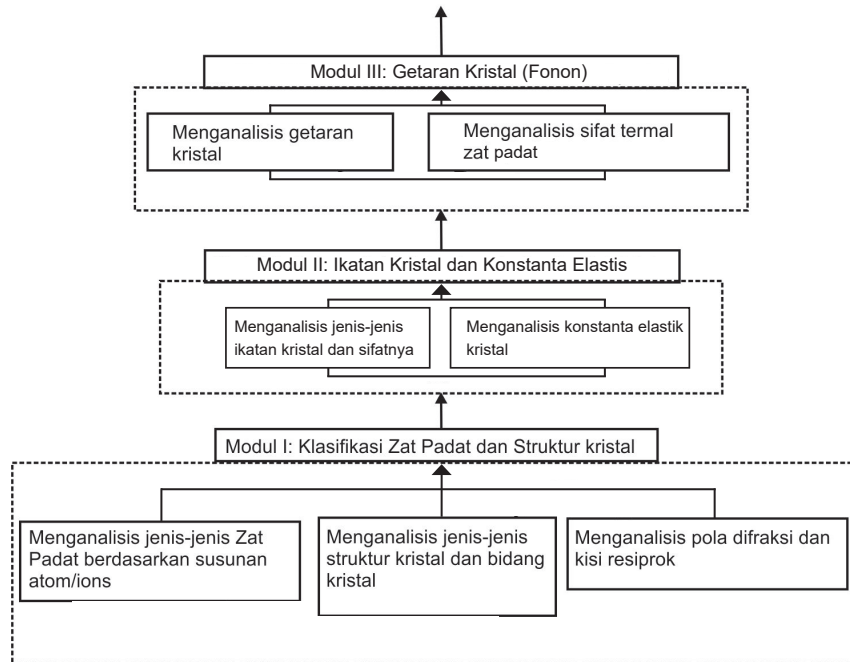 Modul III: Getaran Kristal (Fonon)
Menganalisis getaran
kristal
Menganalisis sifat termal
zat padat
Modul II: Ikatan Kristal dan Konstanta Elastis
Menganalisis jenis-jenis
ikatan kristal dan sifatnya
Menganalisis konstanta elastik
kristal
Modul I: Klasifikasi Zat Padat dan Struktur kristal
Menganalisis jenis-jenis Zat
Padat berdasarkan susunan
atom/ions
Menganalisis jenis-jenis
struktur kristal dan bidang
kristal
Menganalisis pola difraksi dan
kisi resiprok